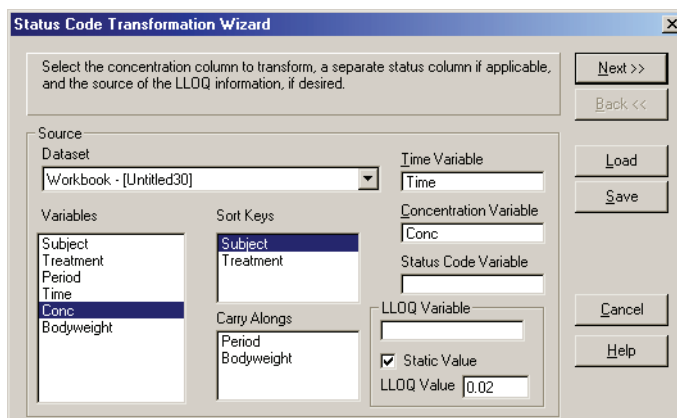 Status Code Transformation Wizard
Select the concentration column to transform, a separate status column if applicable,
and the source of the LLOQ information, if desired.
Next >>
Back <<
Load
Save
Cancel
Help
Source
Dataset
Workbook - [Untitled30]
Variables
Subject
Treatment
Period
Time
Conc
Bodyweight
Sort Keys
Subject
Treatment
Carry Alongs
Period
Bodyweight
Time Variable
Time
Concentration Variable
Conc
Status Code Variable
LLOQ Variable
Static Value
LLOQ Value 0.02